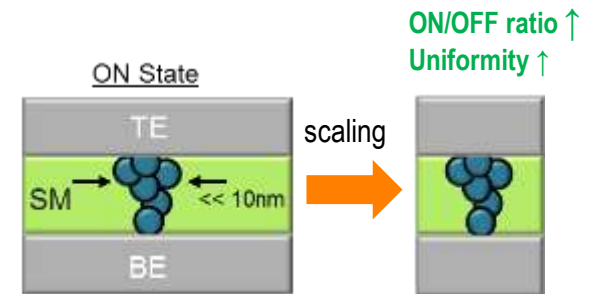 ON/OFF ratio ↑
Uniformity ↑
ON State
TE
scaling
SM
<< 10nm
BE